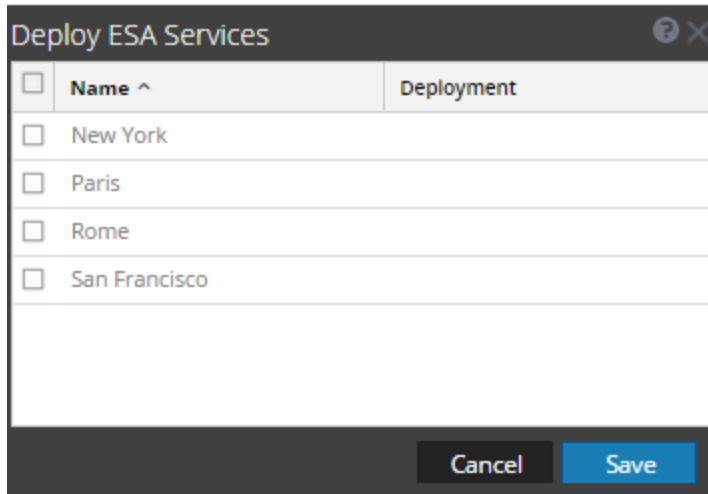 Deploy ESA Services
Name ^ Deployment
New York
Paris
Rome
San Francisco
Cancel Save